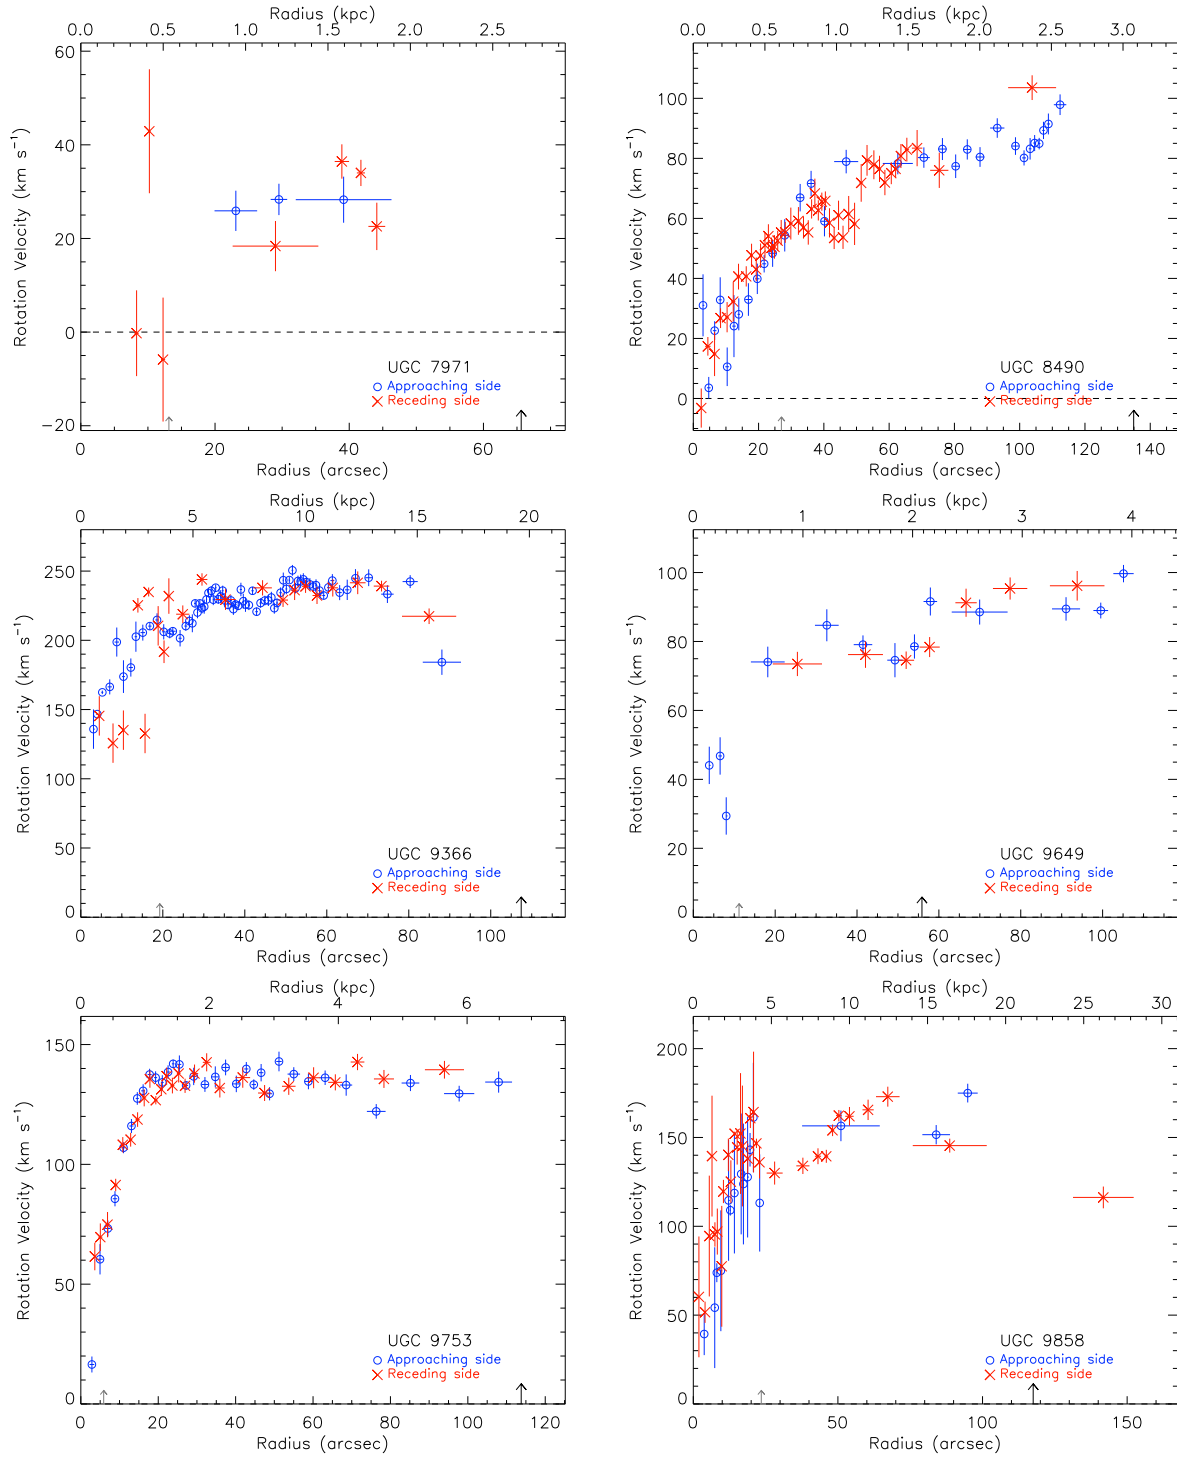 Radius (kpc)
0.0 0.5 1.0 1.5 2.0 2.5
60
40
20
0
−20
Rotation Velocity (km s⁻¹)
UGC 7971
Approaching side
Receding side
0 20 40 60
Radius (arcsec)
Radius (kpc)
0.0 0.5 1.0 1.5 2.0 2.5 3.0
100
80
60
40
20
0
Rotation Velocity (km s⁻¹)
UGC 8490
Approaching side
Receding side
0 20 40 60 80 100 120 140
Radius (arcsec)
Radius (kpc)
0 5 10 15 20
250
200
150
100
50
0
Rotation Velocity (km s⁻¹)
UGC 9366
Approaching side
Receding side
0 20 40 60 80 100
Radius (arcsec)
Radius (kpc)
0 1 2 3 4
100
80
60
40
20
0
Rotation Velocity (km s⁻¹)
UGC 9649
Approaching side
Receding side
0 20 40 60 80 100
Radius (arcsec)
Radius (kpc)
0 2 4 6
150
100
50
0
Rotation Velocity (km s⁻¹)
UGC 9753
Approaching side
Receding side
0 20 40 60 80 100 120
Radius (arcsec)
Radius (kpc)
0 5 10 15 20 25 30
200
150
100
50
0
Rotation Velocity (km s⁻¹)
UGC 9858
Approaching side
Receding side
0 50 100 150
Radius (arcsec)